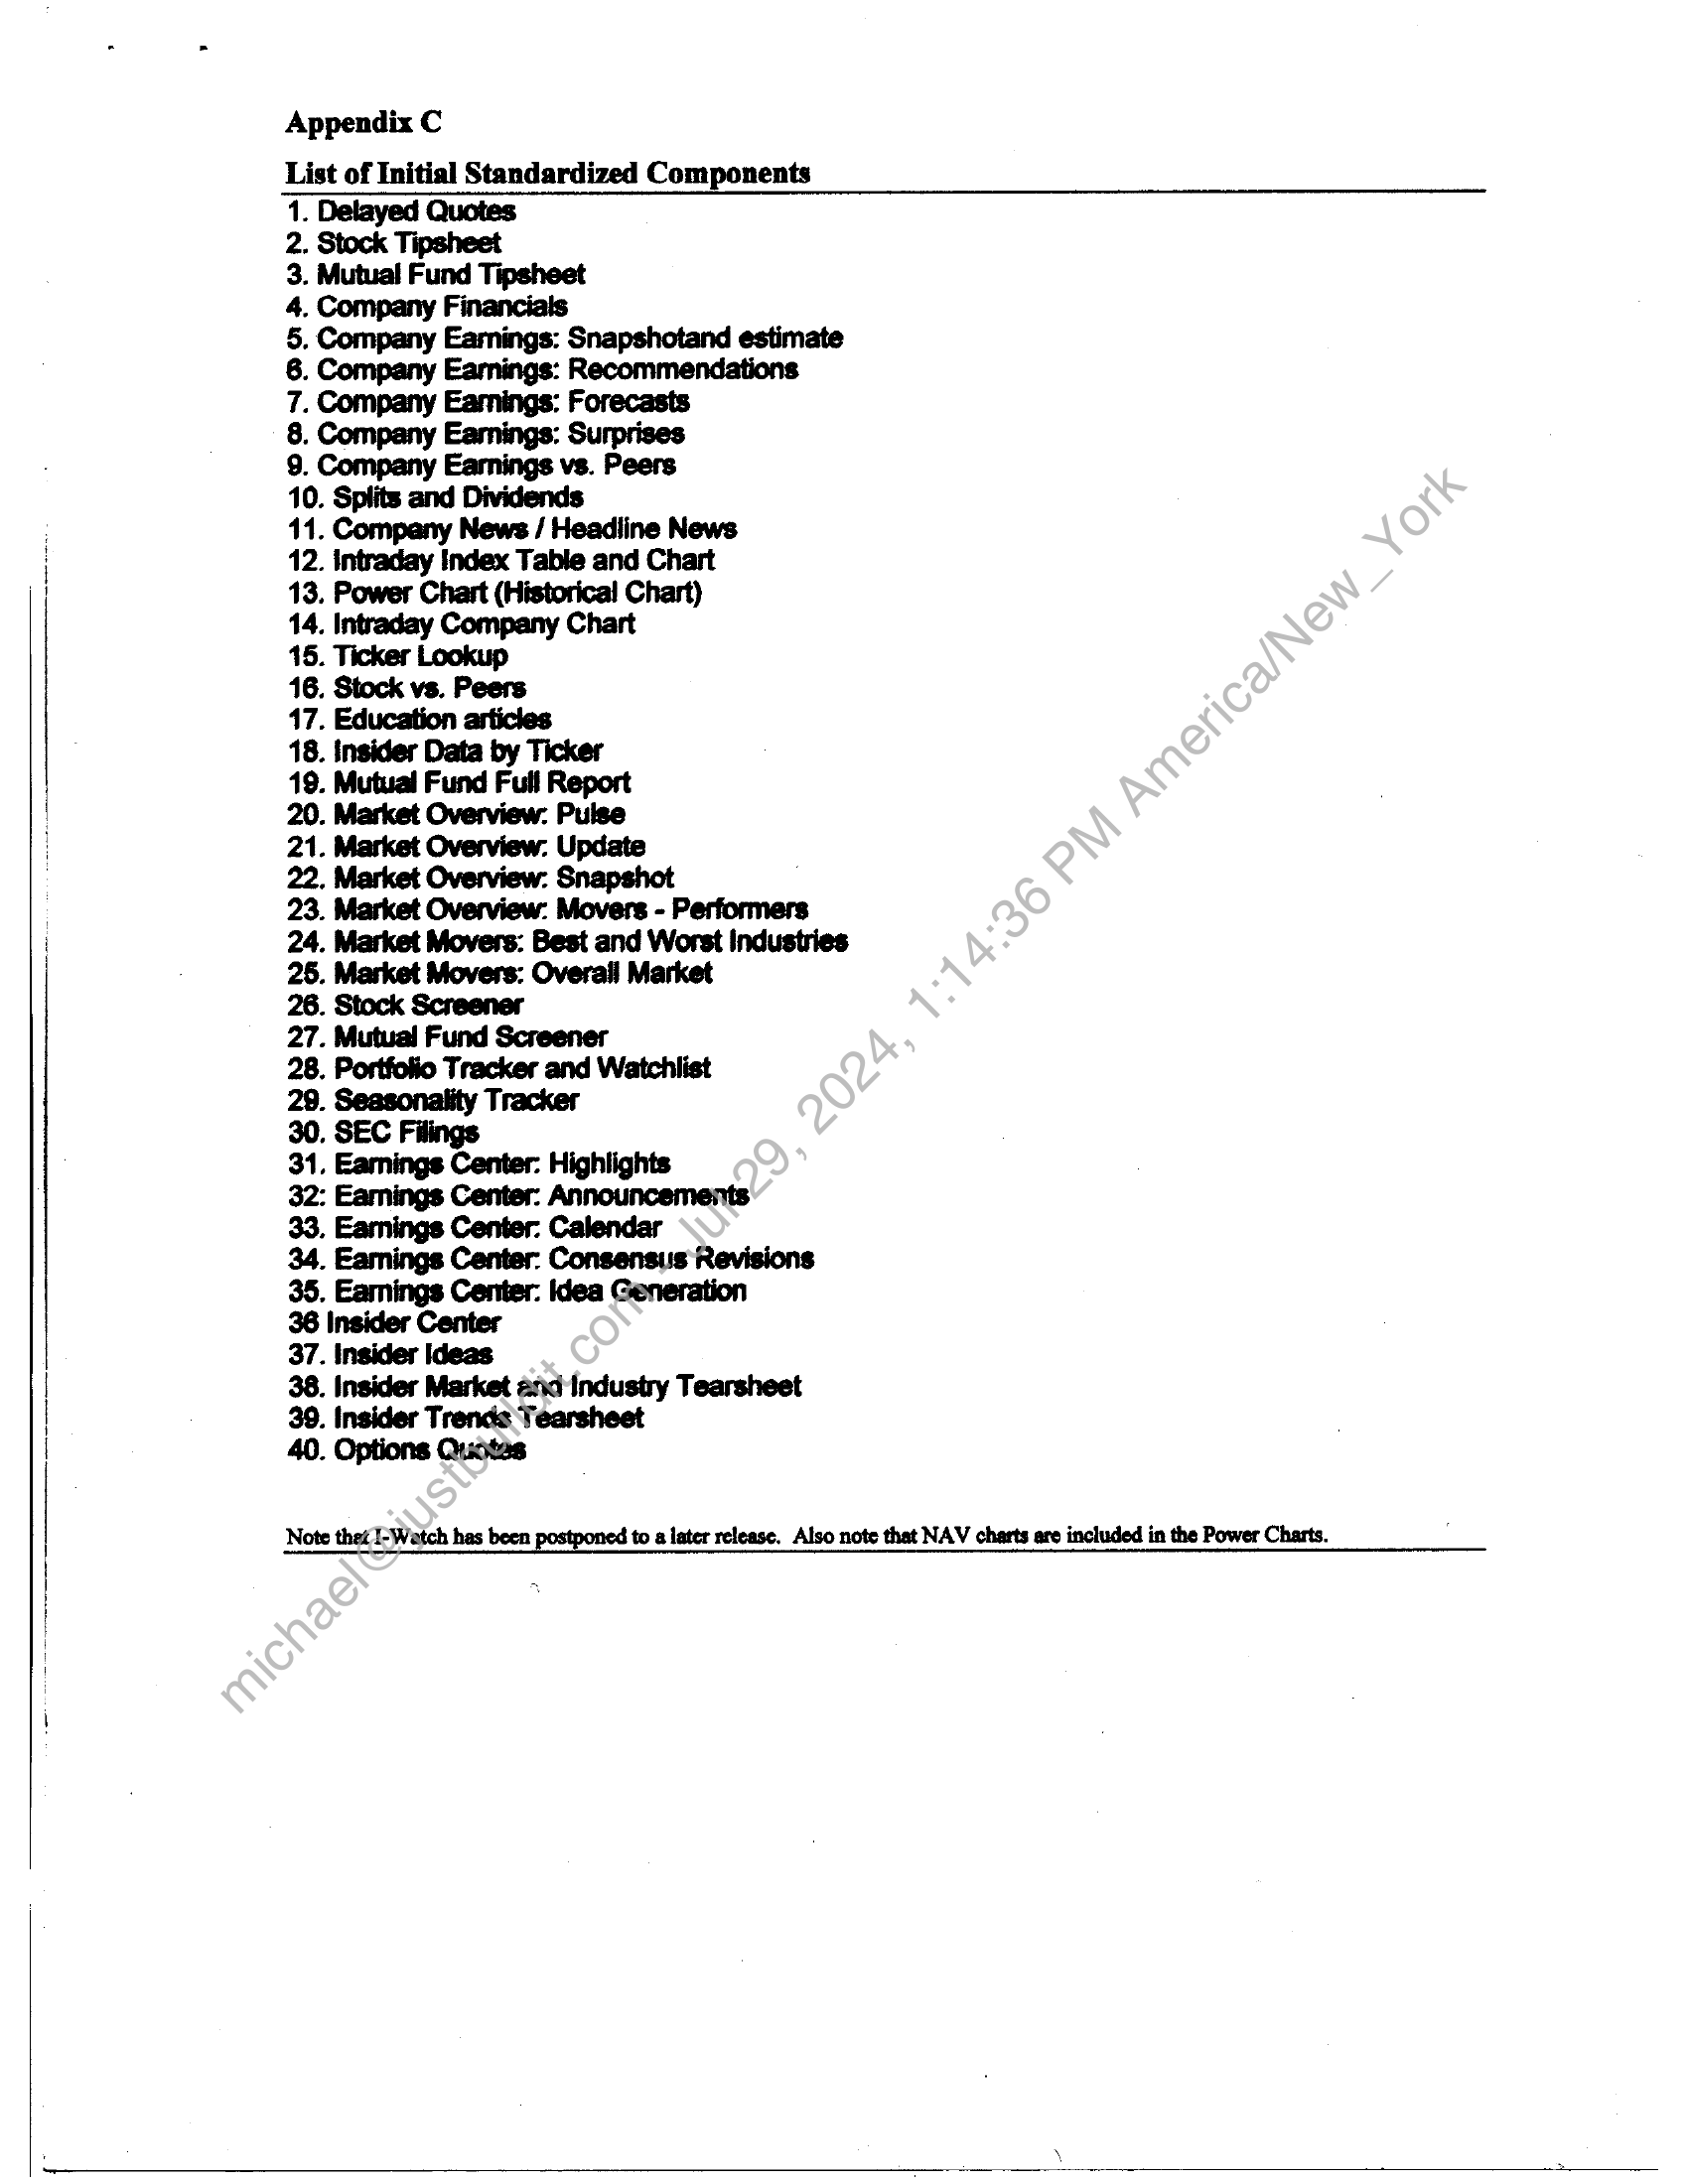 Appendix C
List of Initial Standardized Components
1. Delayed Quotes
2. Stock Tipsheet
3. Mutual Fund Tipsheet
4. Company Financials
5. Company Earnings: Snapshotand estimate
6. Company Earnings: Recommendations
7. Company Earnings: Forecasts
8. Company Earnings: Surprises
9. Company Earnings vs. Peers
10. Splits and Dividends
11. Company News / Headline News
12. Intraday Index Table and Chart
13. Power Chart (Historical Chart)
14. Intraday Company Chart
15. Ticker Lookup
16. Stock vs. Peers
17. Education articles
18. Insider Data by Ticker
19. Mutual Fund Full Report
20. Market Overview: Pulse
21. Market Overview: Update
22. Market Overview: Snapshot
23. Market Overview: Movers - Performers
24. Market Movers: Best and Worst Industries
25. Market Movers: Overall Market
26. Stock Screener
27. Mutual Fund Screener
28. Portfolio Tracker and Watchlist
29. Seasonality Tracker
30. SEC Filings
31. Earnings Center: Highlights
32: Earnings Center: Announcements
33. Earnings Center: Calendar
34. Earnings Center: Consensus Revisions
35. Earnings Center: Idea Generation
36 Insider Center
37. Insider Ideas
38. Insider Market and Industry Tearsheet
39. Insider Trends Tearsheet
40. Options Quotes
Note that I-Watch has been postponed to a later release. Also note that NAV charts are included in the Power Charts.
michael@justbuildit.com - Jul 29, 2024, 1:14:36 PM America/New_York